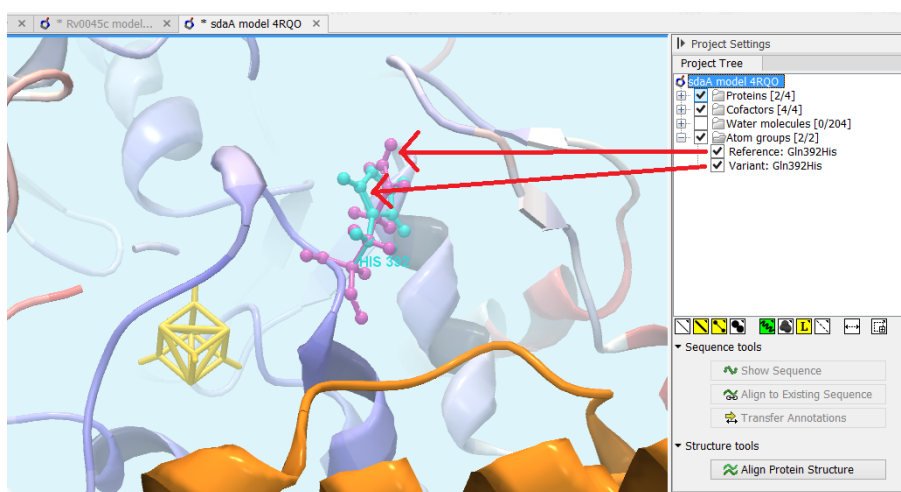 * Rv0045c model...
* sdaA model 4RQO
Project Settings
Project Tree
sdaA model 4RQO
Proteins [2/4]
Cofactors [4/4]
Water molecules [0/204]
Atom groups [2/2]
Reference: Gln392His
Variant: Gln392His
HIS 392
L
Sequence tools
Show Sequence
Align to Existing Sequence
Transfer Annotations
Structure tools
Align Protein Structure